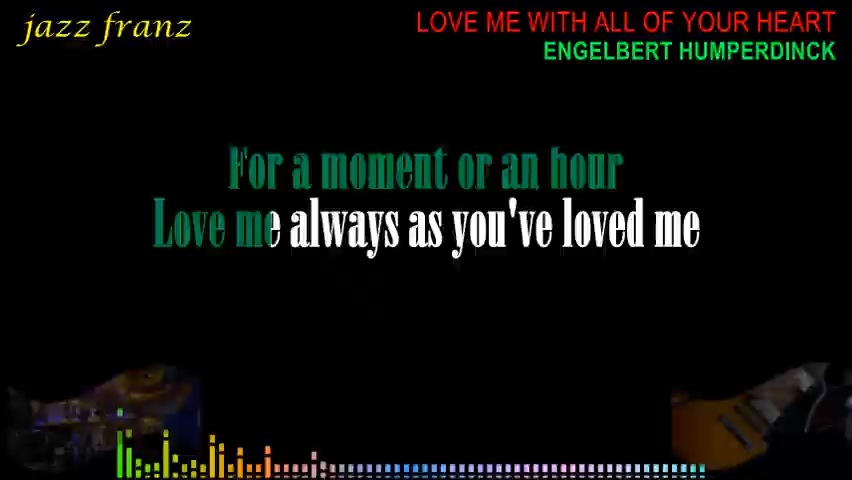 jazz franz
LOVE ME WITH ALL OF YOUR HEART
ENGELBERT HUMPERDINCK
For a moment or an hour
Love me always as you've loved me